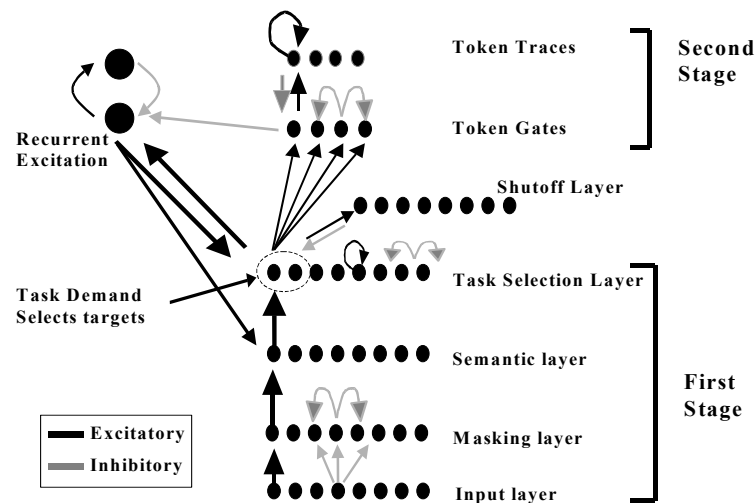 Token Traces
Second
Stage
Token Gates
Recurrent
Excitation
Shutoff Layer
Task Selection Layer
Task Demand
Selects targets
Semantic layer
First
Stage
Excitatory
Masking layer
Inhibitory
Input layer